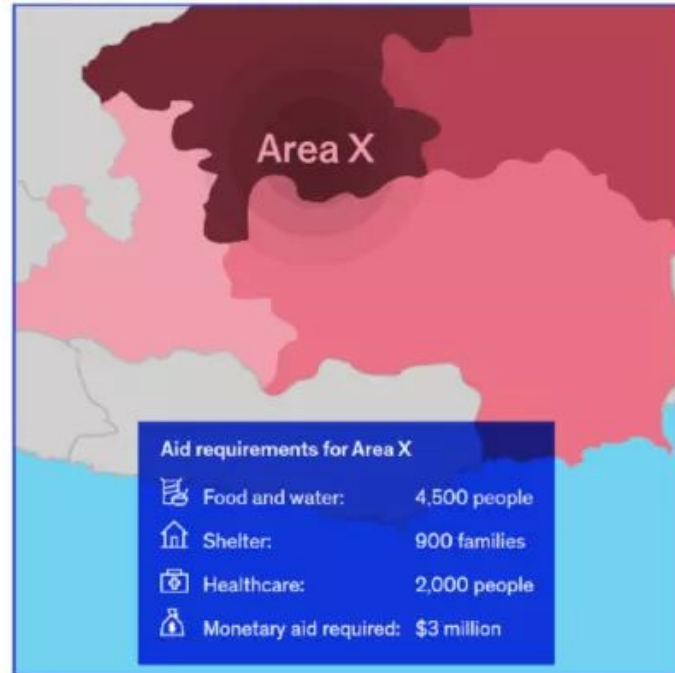 Area X
Aid requirements for Area X
Food and water: 4,500 people
Shelter: 900 families
Healthcare: 2,000 people
Monetary aid required: $3 million